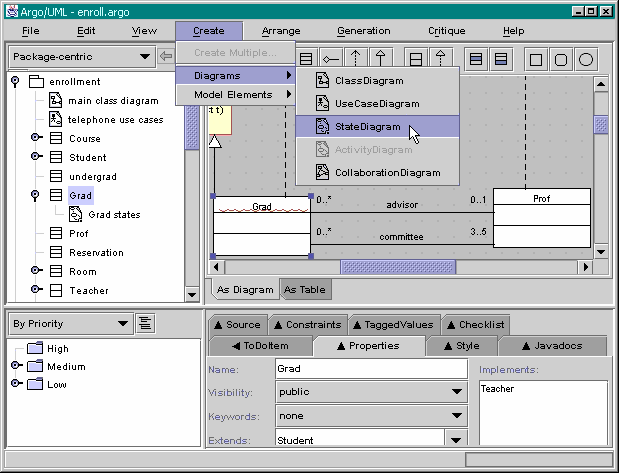 Argo/UML - enroll.argo
File Edit View Create Arrange Generation Critique Help
Package-centric
Create Multiple...
Diagrams
Model Elements
ClassDiagram
UseCaseDiagram
StateDiagram
ActivityDiagram
CollaborationDiagram
enrollment
main class diagram
telephone use cases
Course
Student
undergrad
Grad
Grad states
Prof
Reservation
Room
Teacher
t t)
Grad
0..* advisor 0..1
0..* committee 3..5
Prof
As Diagram As Table
By Priority
High
Medium
Low
Source Constraints TaggedValues Checklist
ToDoItem Properties Style Javadocs
Name: Grad
Visibility: public
Keywords: none
Extends: Student
Implements:
Teacher